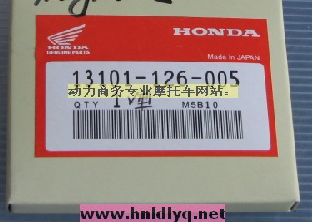 HONDA
GENUINE PARTS
HONDA
Made in JAPAN
13101-126-005
动力商务专业摩托车网站。
QTY 1 MSB10
www.hnldlyq.net